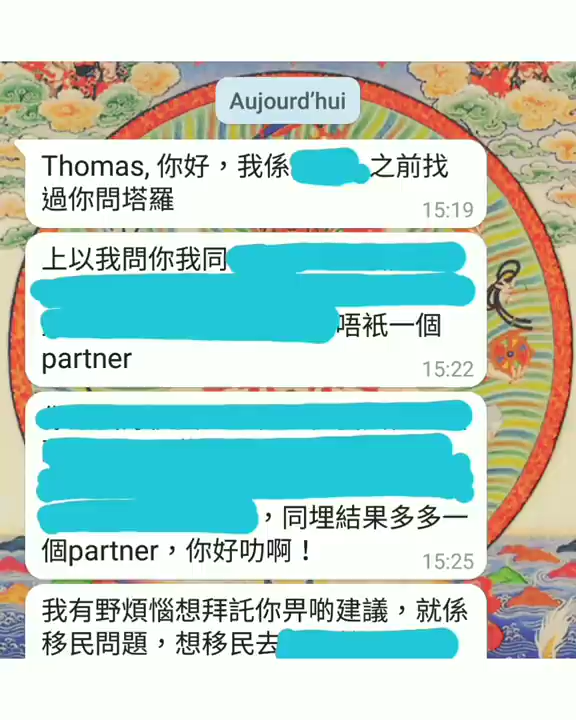 Aujourd'hui
Thomas, 你好，我係 之前找
過你問塔羅
15:19
上以我問你我同
唔衹一個
partner
15:22
，同埋結果多多一
個partner，你好叻啊！
15:25
我有野煩惱想拜託你畀啲建議，就係
移民問題，想移民去